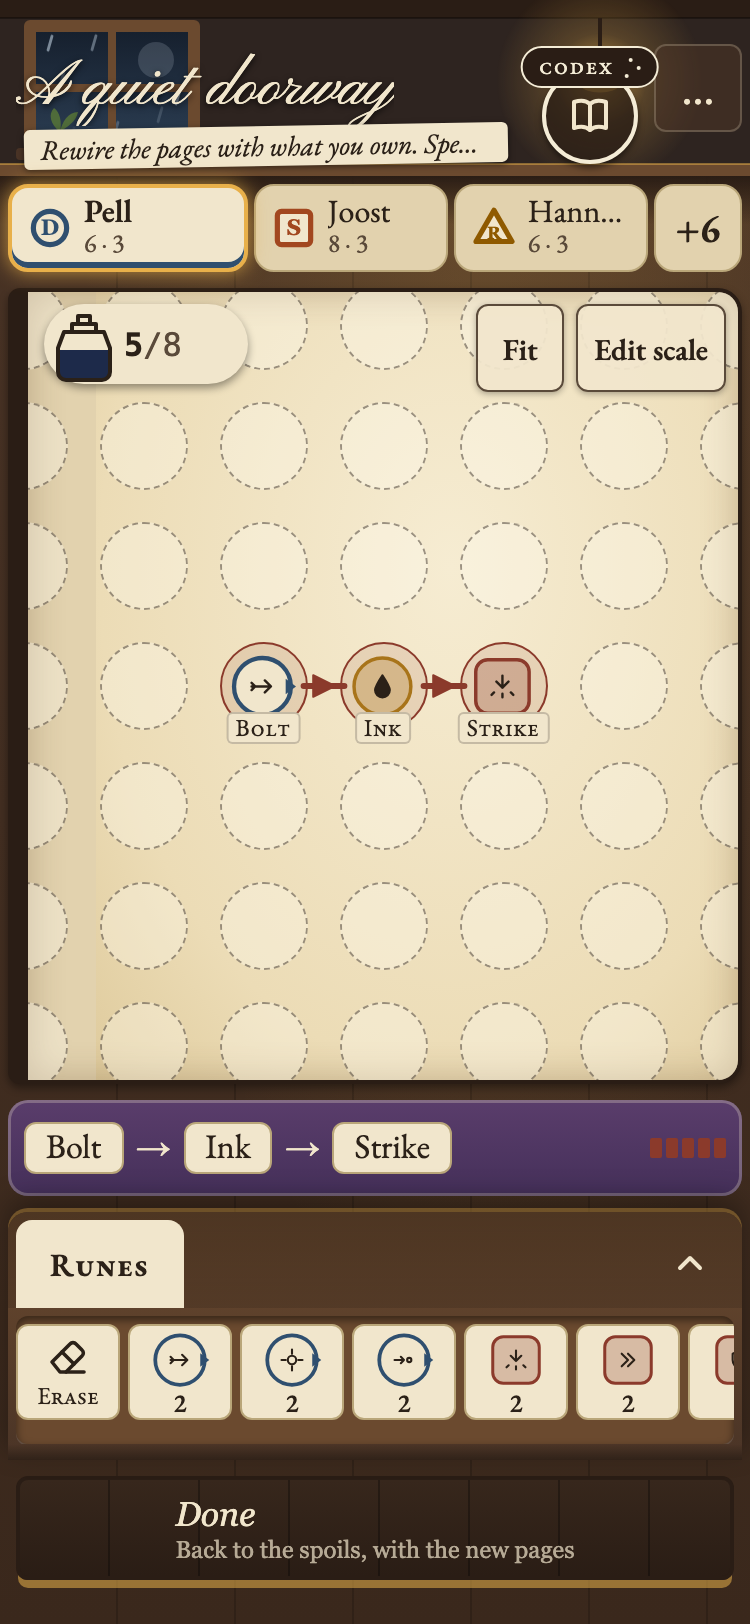 A quiet doorway
CODEX
...
Rewire the pages with what you own. Spe...
D
Pell
6·3
S
Joost
8·3
R
Hann...
6·3
+6
5/8
Fit
Edit scale
BOLT
INK
STRIKE
Bolt → Ink → Strike
RUNES
ERASE
2
2
2
2
2
Done
Back to the spoils, with the new pages